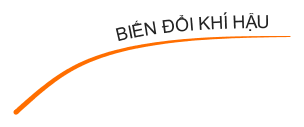 BIẾN ĐỔI KHÍ HẬU